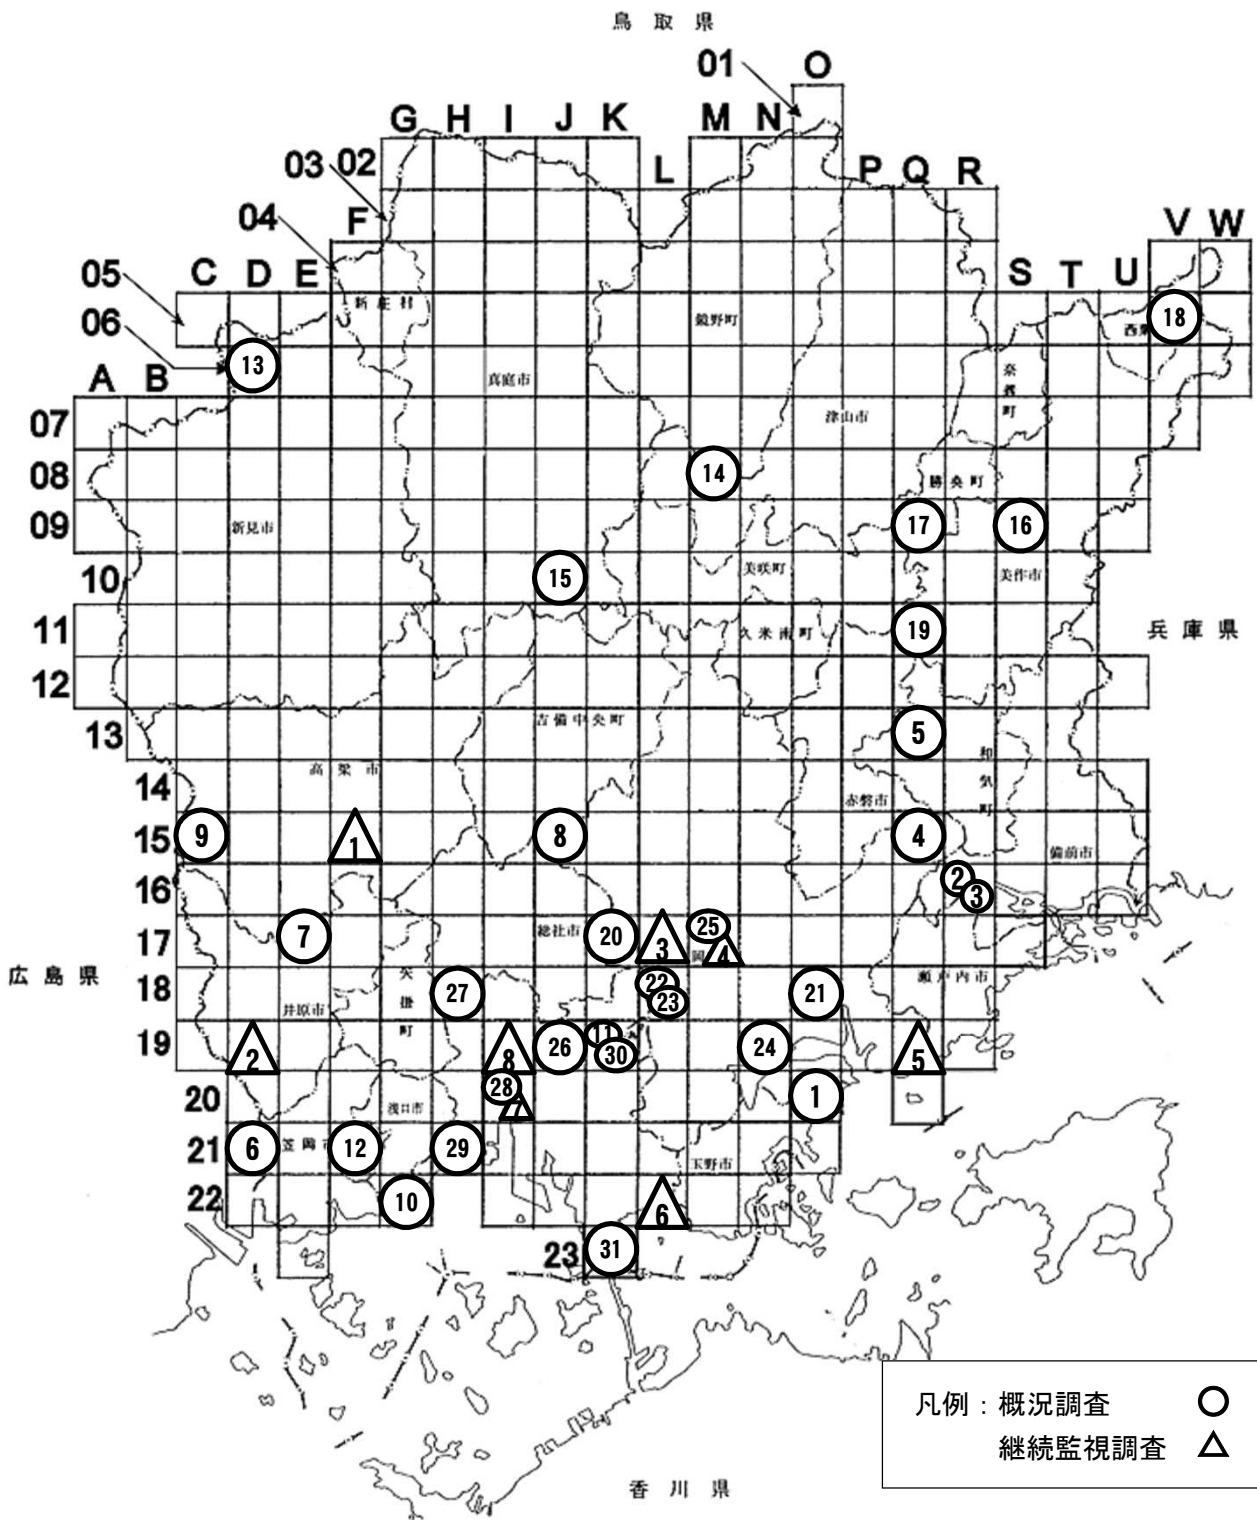 鳥取県
01
O
G H I J K
M N
03 02
L
P Q R
04
F
V W
05
C D E
S T U
新庄村
06
鏡野町
西粟
18
13
A B
真庭市
奈義町
07
津山市
08
14
勝央町
09
新見市
17
16
10
15
美咲町
美作市
11
久米南町
19
兵庫県
12
13
吉備中央町
5
和気町
14
高梁市
赤磐市
15
9
1
8
4
備前市
16
2
3
17
7
総社市
20
3
25
岡
4
広島県
18
井原市
矢掛町
27
22
23
21
瀬戸内市
19
2
8
26
11
30
24
5
20
浅口市
28
7
1
21
6
笠岡市
12
29
玉野市
22
10
6
23
31
凡例：概況調査 ○
継続監視調査 △
香川県